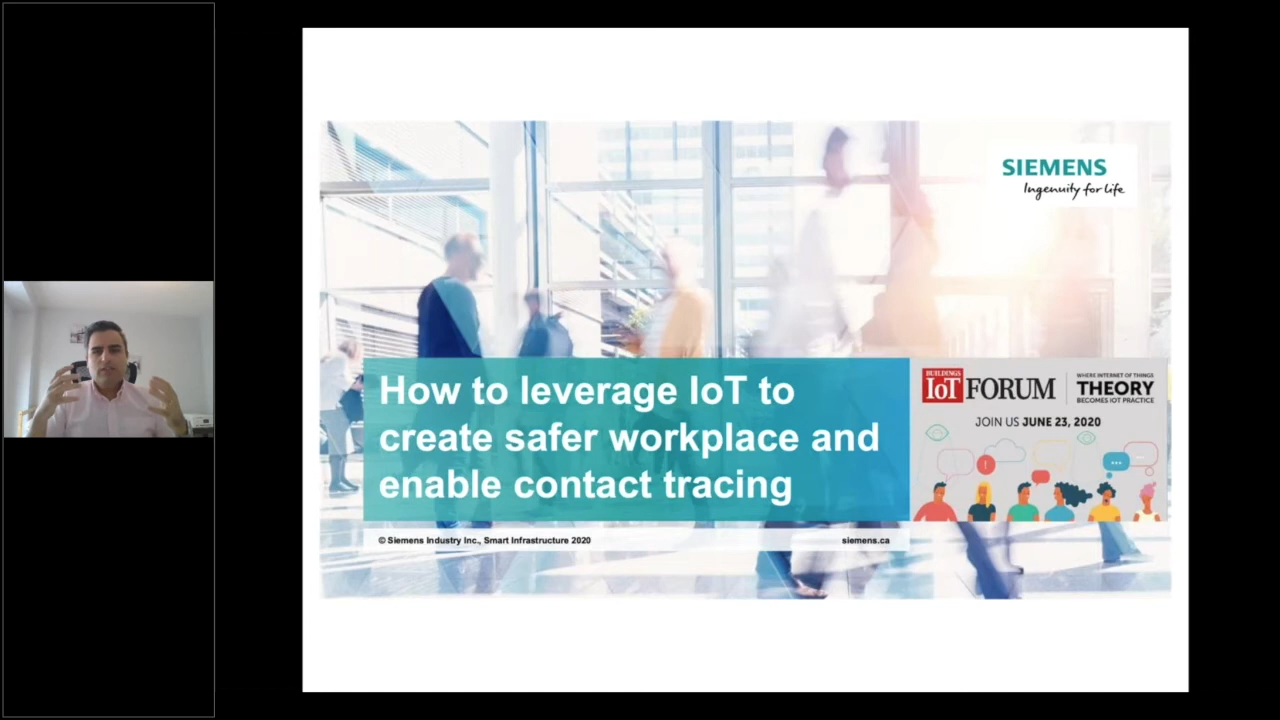 SIEMENS
Ingenuity for life
How to leverage IoT to
create safer workplace and
enable contact tracing
BUILDINGS
IoT FORUM
WHERE INTERNET OF THINGS
THEORY
BECOMES IOT PRACTICE
JOIN US JUNE 23, 2020
© Siemens Industry Inc., Smart Infrastructure 2020
siemens.ca